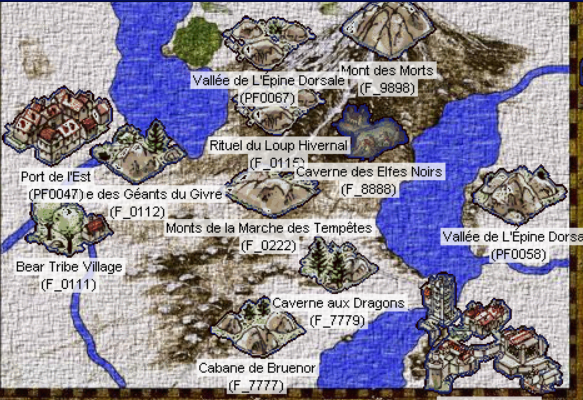 Vallée de L'Épine Dorsale
(PF0067)
Mont des Morts
(F_9898)
Rituel du Loup Hivernal
(F_0115)
Caverne des Elfes Noirs
(F_8888)
Port de l'Est
(PF0047)
e des Géants du Givre
(F_0112)
Monts de la Marche des Tempêtes
(F_0222)
Vallée de L'Épine Dorsa
(PF0058)
Bear Tribe Village
(F_0111)
Caverne aux Dragons
(F_7779)
Cabane de Bruenor
(F_7777)